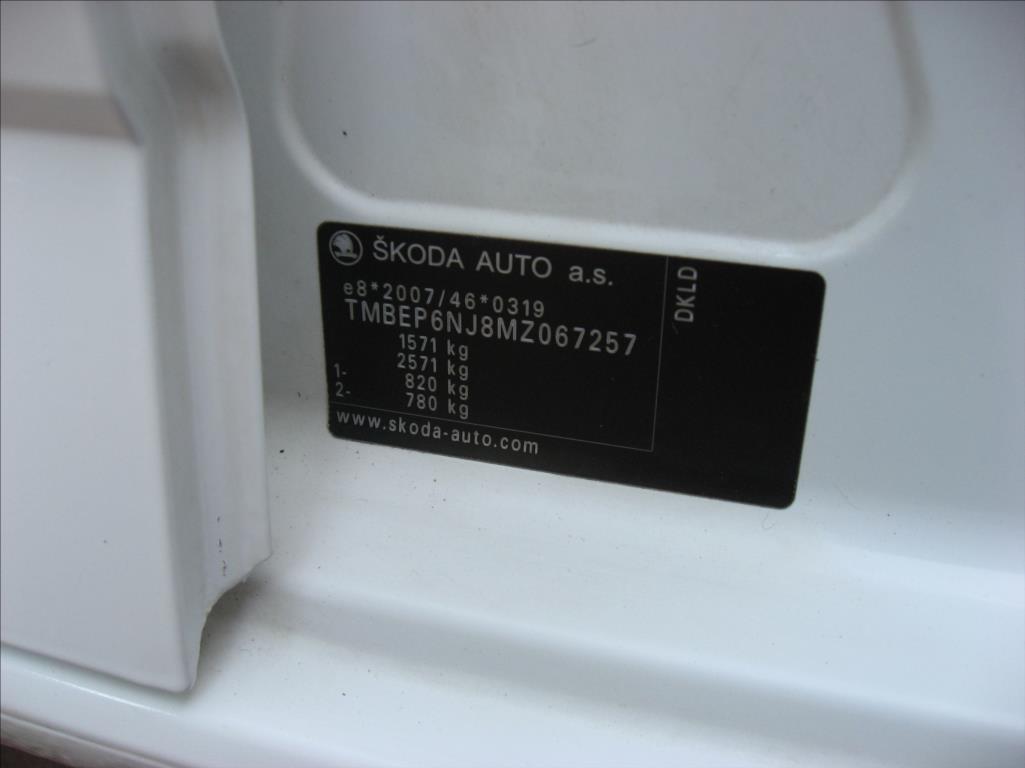 ŠKODA AUTO a.s.
e8*2007/46*0319
TMBEP6NJ8MZ067257
1571 kg
2571 kg
1- 820 kg
2- 780 kg
www.skoda-auto.com
DKLD